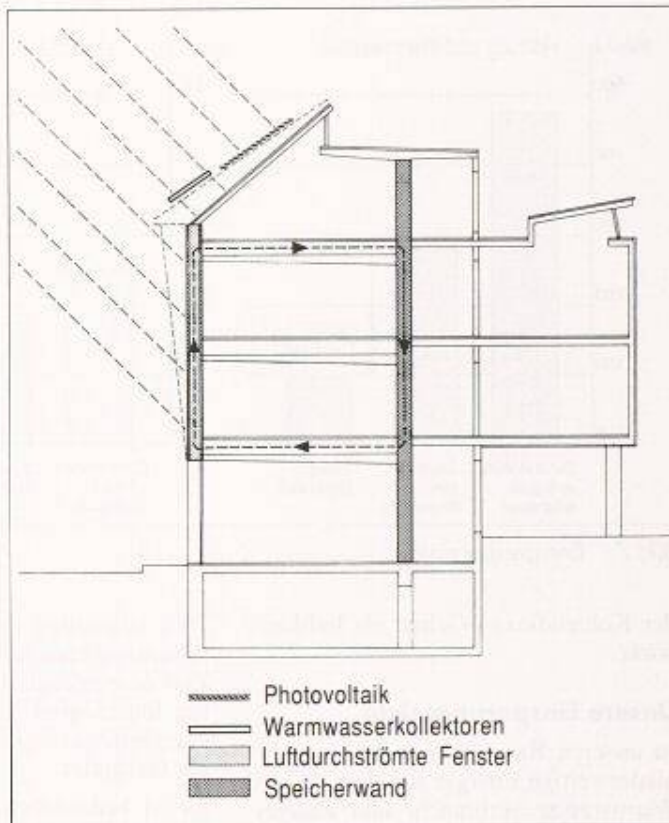 Photovoltaik
Warmwasserkollektoren
Luftdurchströmte Fenster
Speicherwand